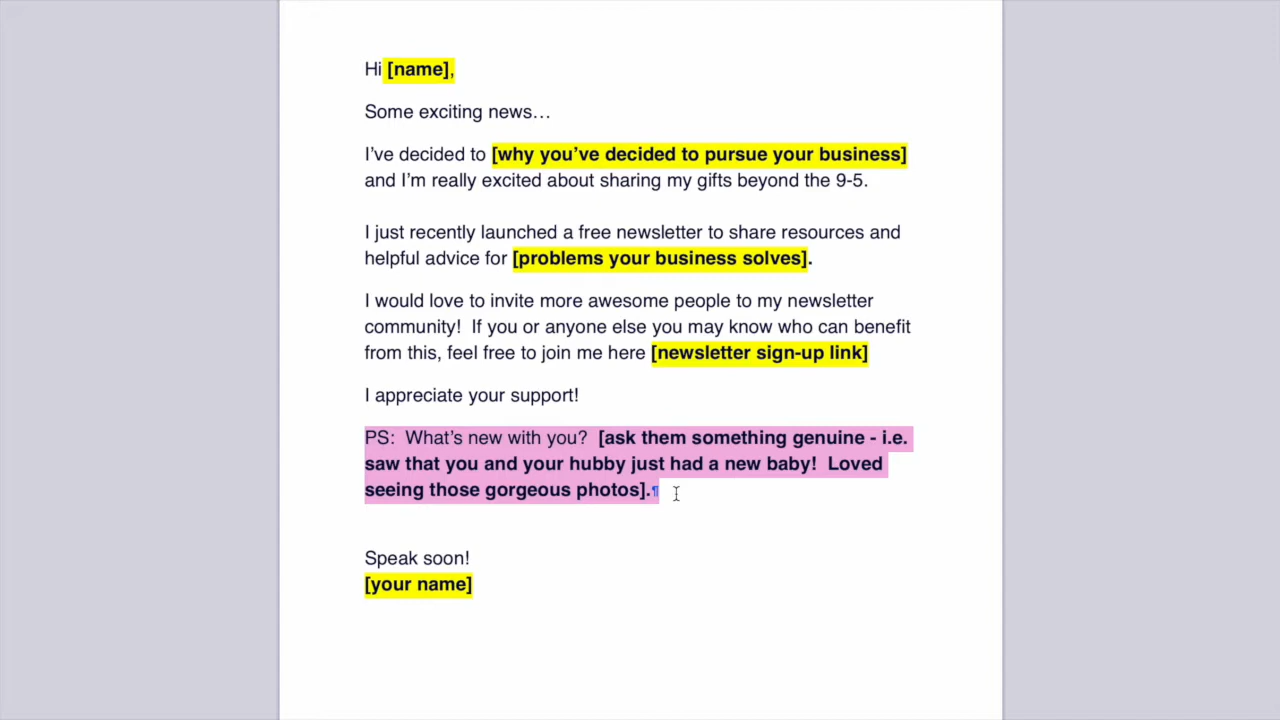 Hi [name],
Some exciting news…
I’ve decided to [why you’ve decided to pursue your business]
and I’m really excited about sharing my gifts beyond the 9-5.
I just recently launched a free newsletter to share resources and
helpful advice for [problems your business solves].
I would love to invite more awesome people to my newsletter
community!  If you or anyone else you may know who can benefit
from this, feel free to join me here [newsletter sign-up link]
I appreciate your support!
PS:  What’s new with you?  [ask them something genuine - i.e.
saw that you and your hubby just had a new baby!  Loved
seeing those gorgeous photos].¶
Speak soon!
[your name]